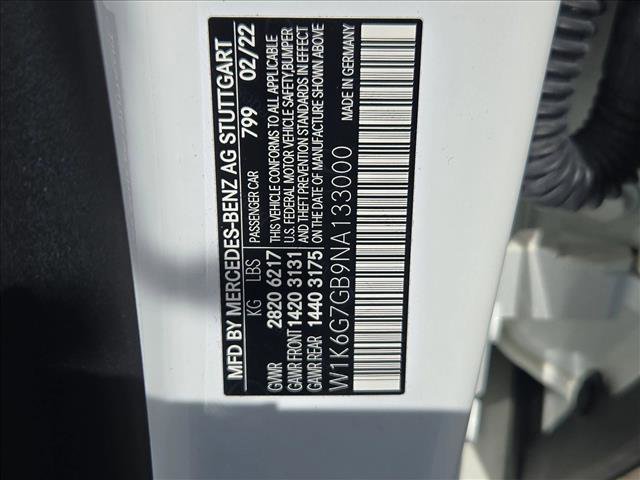 MFD BY MERCEDES-BENZ AG STUTTGART
799 02/22
KG LBS PASSENGER CAR
GVWR 2820 6217 THIS VEHICLE CONFORMS TO ALL APPLICABLE
GAWR FRONT 1420 3131 U.S. FEDERAL MOTOR VEHICLE SAFETY,BUMPER
GAWR REAR 1440 3175 AND THEFT PREVENTION STANDARDS IN EFFECT
ON THE DATE OF MANUFACTURE SHOWN ABOVE
W1K6G7GB9NA133000 MADE IN GERMANY